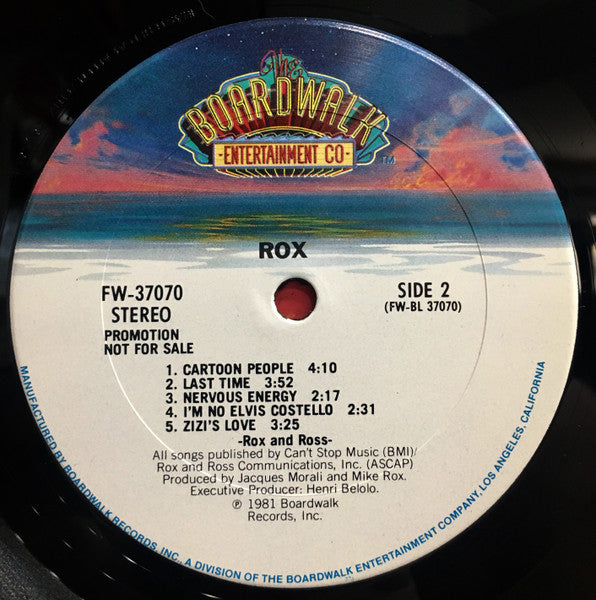 The
BOARDWALK
-ENTERTAINMENT CO-
TM
ROX
FW-37070
STEREO
PROMOTION
NOT FOR SALE
SIDE 2
(FW-BL 37070)
1. CARTOON PEOPLE 4:10
2. LAST TIME 3:52
3. NERVOUS ENERGY 2:17
4. I'M NO ELVIS COSTELLO 2:31
5. ZIZI'S LOVE 3:25
-Rox and Ross-
All songs published by Can't Stop Music (BMI)/
Rox and Ross Communications, Inc. (ASCAP)
Produced by Jacques Morali and Mike Rox.
Executive Producer: Henri Belolo.
℗ 1981 Boardwalk
Records, Inc.
MANUFACTURED BY BOARDWALK RECORDS, INC., A DIVISION OF THE BOARDWALK ENTERTAINMENT COMPANY, LOS ANGELES, CALIFORNIA